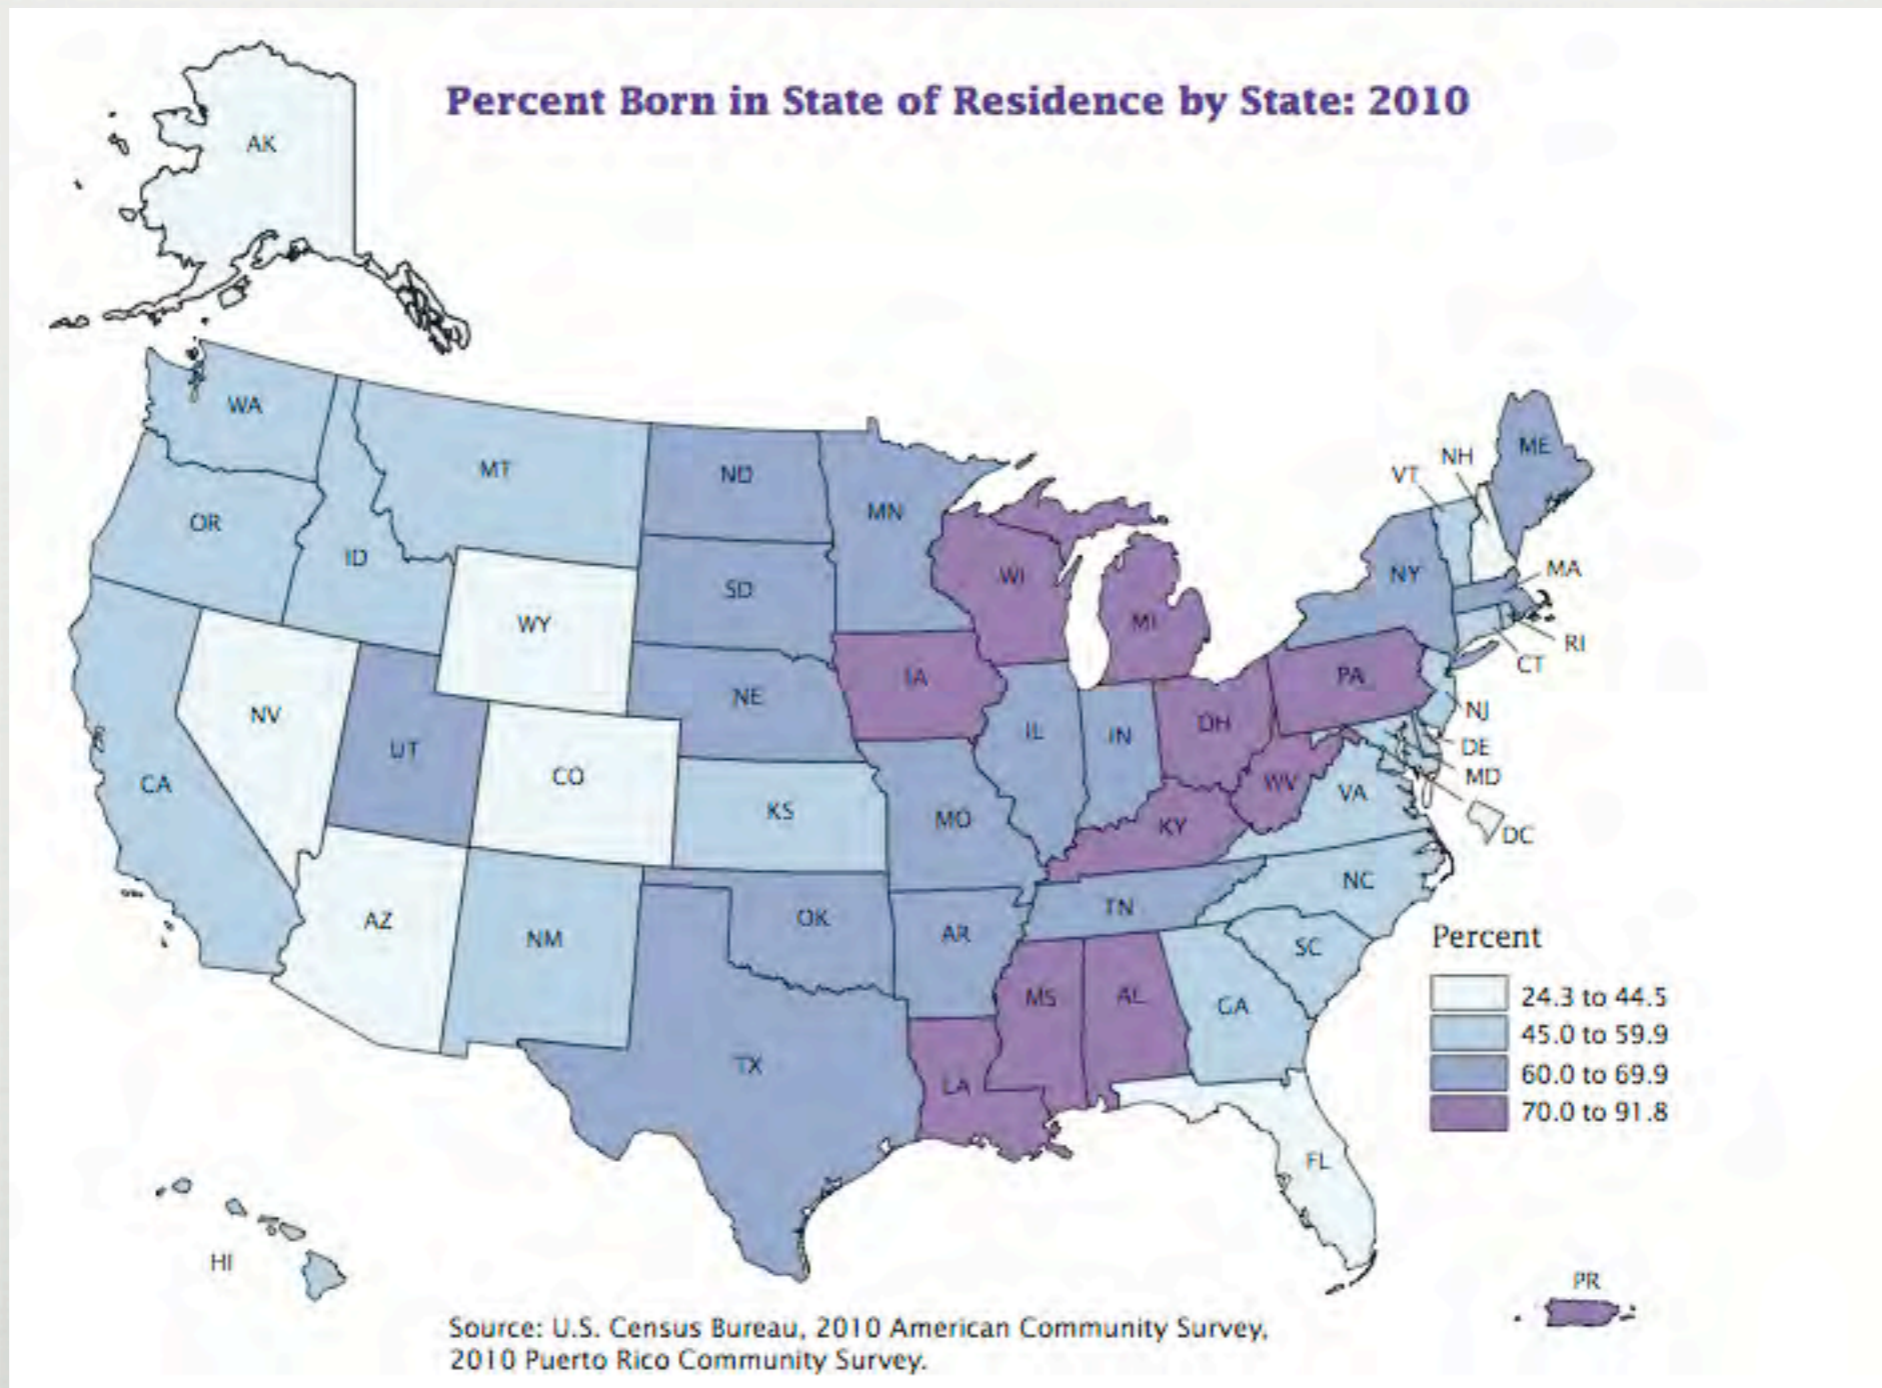 Percent Born in State of Residence by State: 2010
AK
WA
MT
ND
MN
OR
ID
WY
SD
WI
MI
NH
VT
ME
NY
MA
RI
CT
NV
UT
CO
NE
IA
IL
IN
OH
PA
NJ
DE
MD
DC
CA
KS
MO
KY
WV
VA
AZ
NM
OK
AR
TN
NC
SC
TX
LA
MS
AL
GA
FL
Percent
24.3 to 44.5
45.0 to 59.9
60.0 to 69.9
70.0 to 91.8
HI
PR
Source: U.S. Census Bureau, 2010 American Community Survey,
2010 Puerto Rico Community Survey.